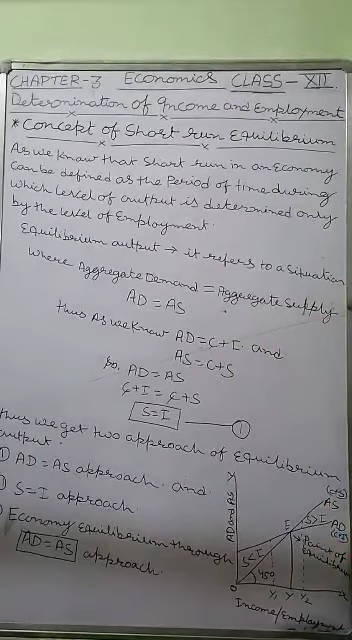 CHAPTER-3 Economics CLASS-XII
Determination of Income and Employment
* Concept of Short run Equilibrium
As we know that Short run in an Economy
Can be defined as the Period of time during
which level of output is determined only
by the level of Employment.
Equilibrium output → it refers to a Situation
where Aggregate Demand = Aggregate Supply
AD = AS
thus As we know AD = C + I. and
AS = C + S
So, AD = AS
C + I = C + S
S = I ①
thus we get two approach of Equilibrium
output.
① AD = AS approach. and
S = I approach
Economy Equilibrium through
AD = AS approach.
Y
AD and AS
(C+S)
AS
S>I
AD
(C+I)
E
Point of
Equilibrium
S<I
45°
O
Y₁ Y Y₂
Income/Employment